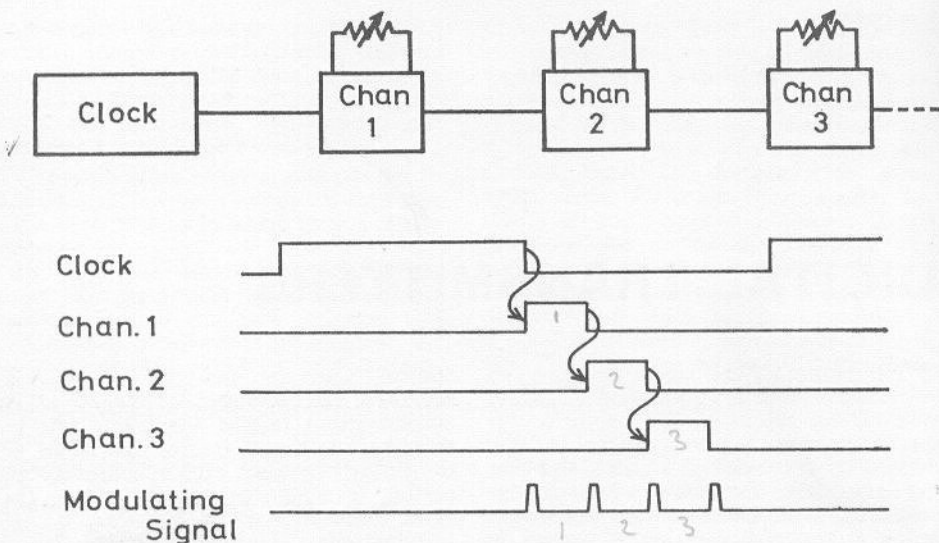 Clock
Chan
1
Chan
2
Chan
3
Clock
Chan. 1
1
Chan. 2
2
Chan. 3
3
Modulating
Signal
1 2 3